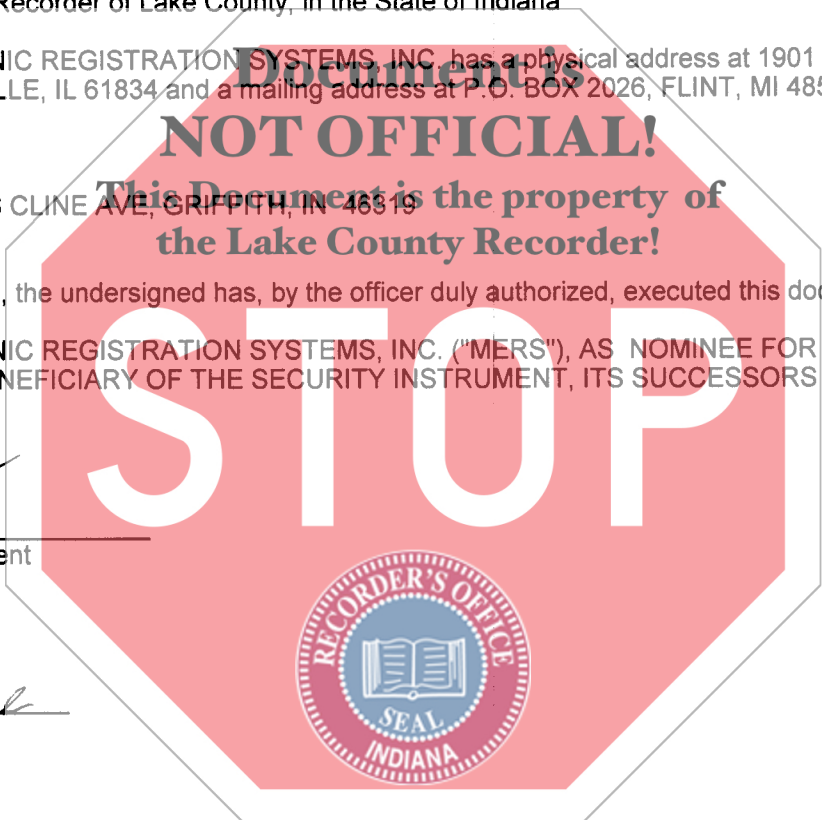 Recorder of Lake County, in the State of Indiana
NIC REGISTRATION SYSTEMS, INC. has a physical address at 1901
LLE, IL 61834 and a mailing address at P.O. BOX 2026, FLINT, MI 485
Document is
NOT OFFICIAL!
This Document is the property of
the Lake County Recorder!
CLINE AVE, GRIFFITH, IN 46319
, the undersigned has, by the officer duly authorized, executed this doc
NIC REGISTRATION SYSTEMS, INC. ("MERS"), AS NOMINEE FOR
NEFICIARY OF THE SECURITY INSTRUMENT, ITS SUCCESSORS
STOP
ent
RECORDER'S OFFICE
SEAL
INDIANA